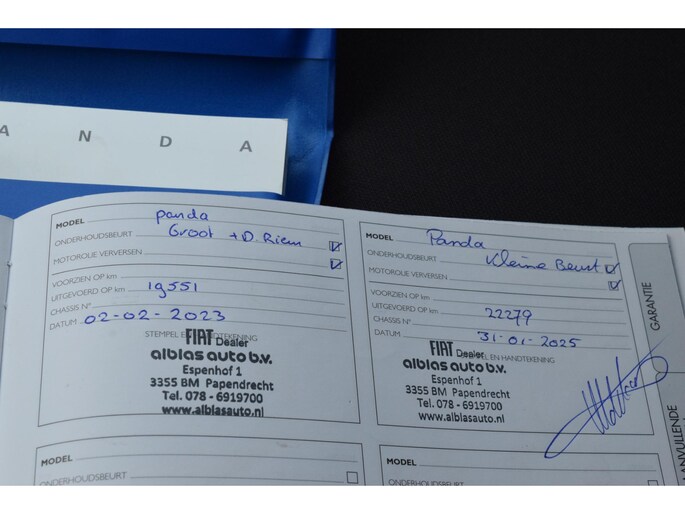 A N D A
MODEL panda
ONDERHOUDSBEURT Groot + D. Riem
MOTOROLIE VERVERSEN
VOORZIEN OP km
UITGEVOERD OP km 19551
CHASSIS N°
DATUM 02-02-2023
STEMPEL EN HANDTEKENING
FIAT Dealer
alblas auto b.v.
Espenhof 1
3355 BM Papendrecht
Tel. 078 - 6919700
www.alblasauto.nl
MODEL Panda
ONDERHOUDSBEURT Kleine Beurt
MOTOROLIE VERVERSEN
VOORZIEN OP km
UITGEVOERD OP km 22279
CHASSIS N°
DATUM 31-01-2025
FIAT Dealer
EL EN HANDTEKENING
alblas auto b.v.
Espenhof 1
3355 BM Papendrecht
Tel. 078 - 6919700
www.alblasauto.nl
GARANTIE
AANVULLENDE
MODEL
ONDERHOUDSBEURT
MODEL
ONDERHOUDSBEURT